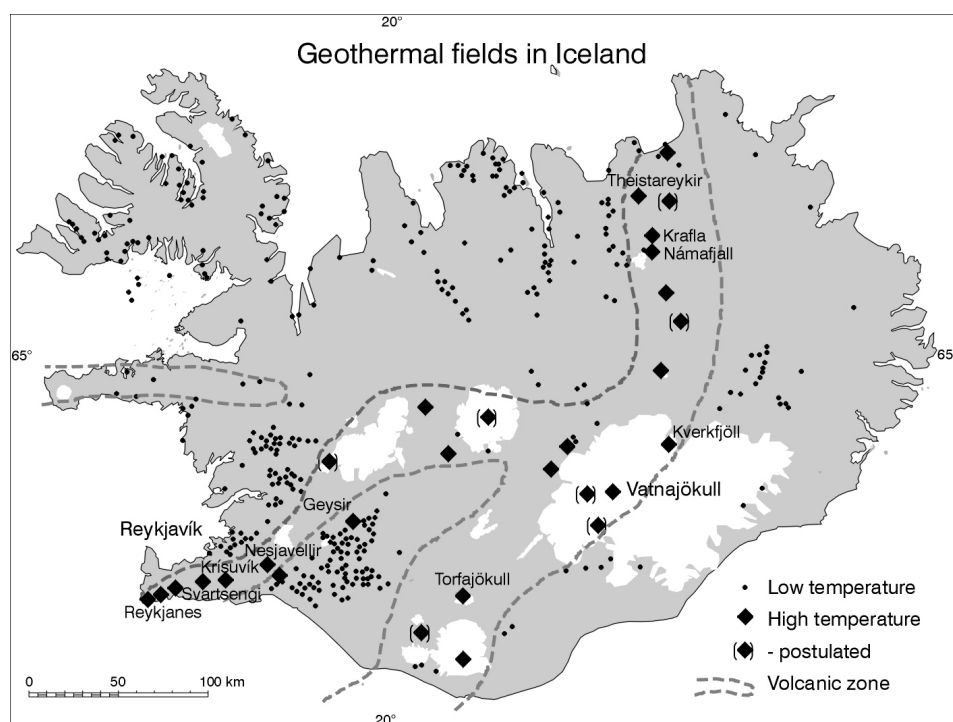 20°
Geothermal fields in Iceland
Theistareykir
Krafla
Námafjall
65°
65°
Kverkfjöll
Vatnajökull
Geysir
Reykjavík
Nesjavellir
Krísuvík
Svartsengi
Reykjanes
Torfajökull
Low temperature
High temperature
- postulated
Volcanic zone
0 50 100 km
20°